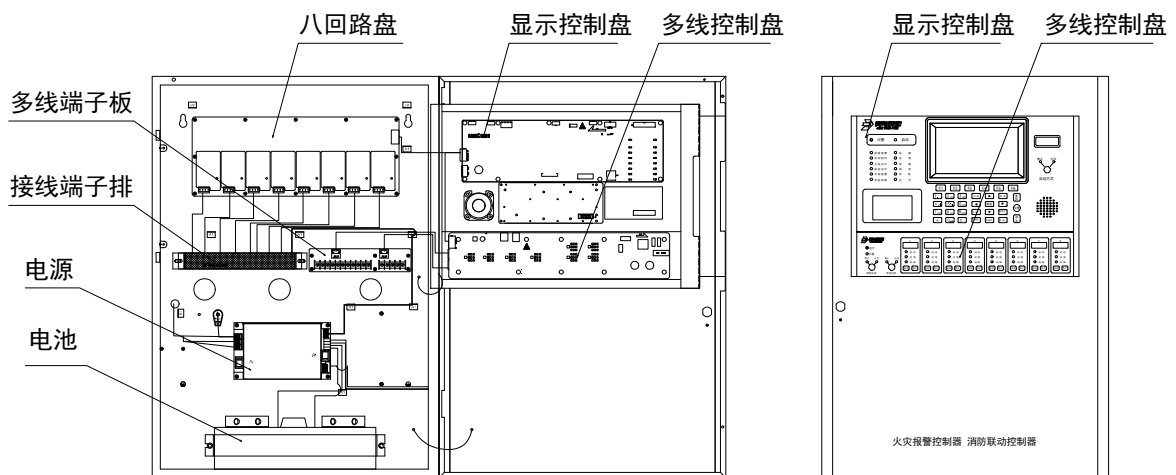 八回路盘
显示控制盘
多线控制盘
显示控制盘
多线控制盘
多线端子板
接线端子排
电源
电池
火灾报警控制器 消防联动控制器